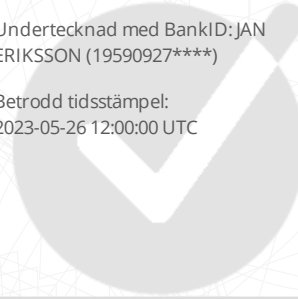 Undertecknad med BankID: JAN
ERIKSSON (19590927****)
Betrodd tidsstämpel:
2023-05-26 12:00:00 UTC